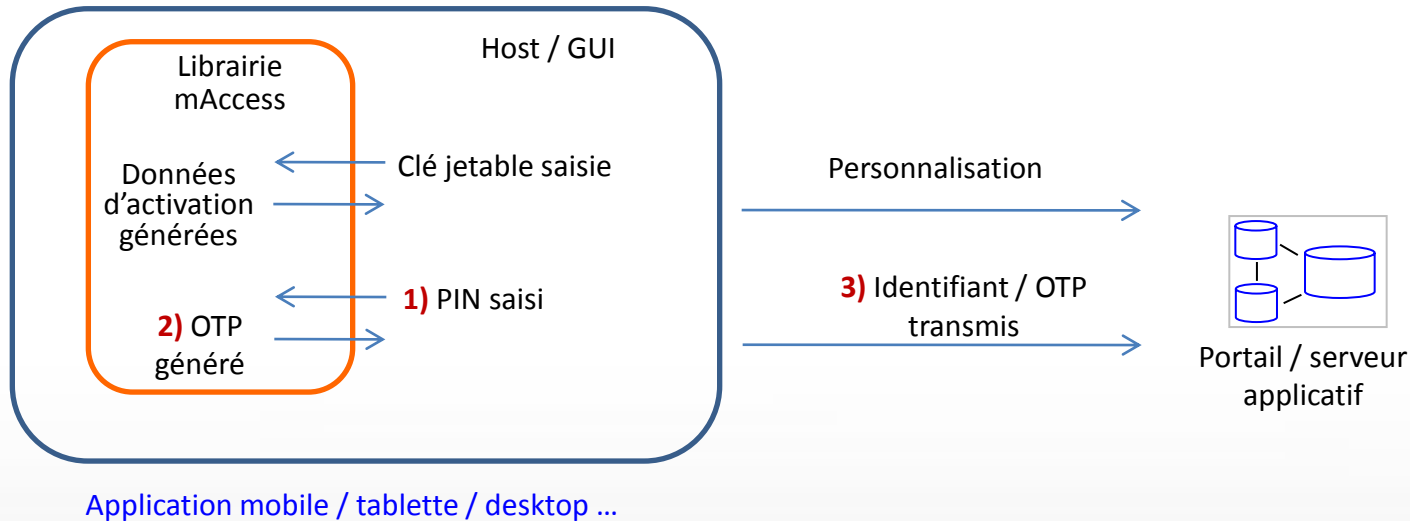 Host / GUI
Librairie
mAccess
Clé jetable saisie
Données
d’activation
générées
Personnalisation
1) PIN saisi
2) OTP
généré
3) Identifiant / OTP
transmis
Portail / serveur
applicatif
Application mobile / tablette / desktop ...